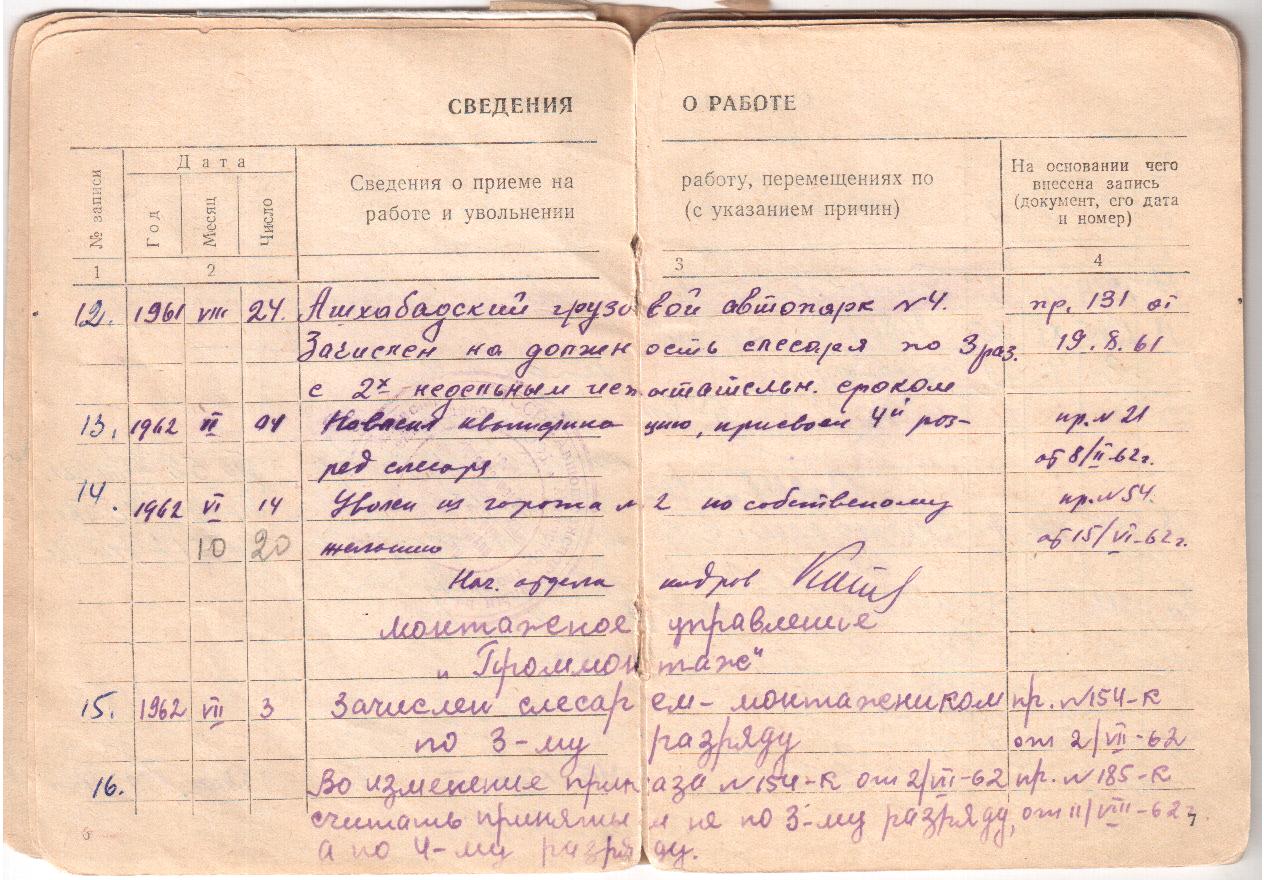 СВЕДЕНИЯ О РАБОТЕ
№ записи
Дата
Год
Месяц
Число
Сведения о приеме на работу, перемещениях по
работе и увольнении (с указанием причин)
На основании чего
внесена запись
(документ, его дата
и номер)
1 2 3 4
12. 1961 VIII 24. Ашхабадский грузовой автопарк №4. пр. 131 от
Зачислен на должность слесаря по 3 раз. 19.8.61
с 2х недельным испытательн. сроком
13. 1962 II квалификацию, присвоен 4й раз- пр. № 21
ряд слесаря от 8/II-62г.
14. 1962 VI 14 Уволен из гаража № 2 по собственому пр. № 54.
10 20 желанию от 15/VI-62г.
Нач. отдела кадров
монтажное управление
„Проммонтаж"
15. 1962 VII 3 Зачислен слесарем-монтажником пр. №154-к
по 3-му разряду от 2/VII-62
16. Во изменение приказа №154-к от 2/VII-62 пр. №185-к
считать принятым не по 3-му разряду, от 11/VIII-62г.
а по 4-му разряду.
6